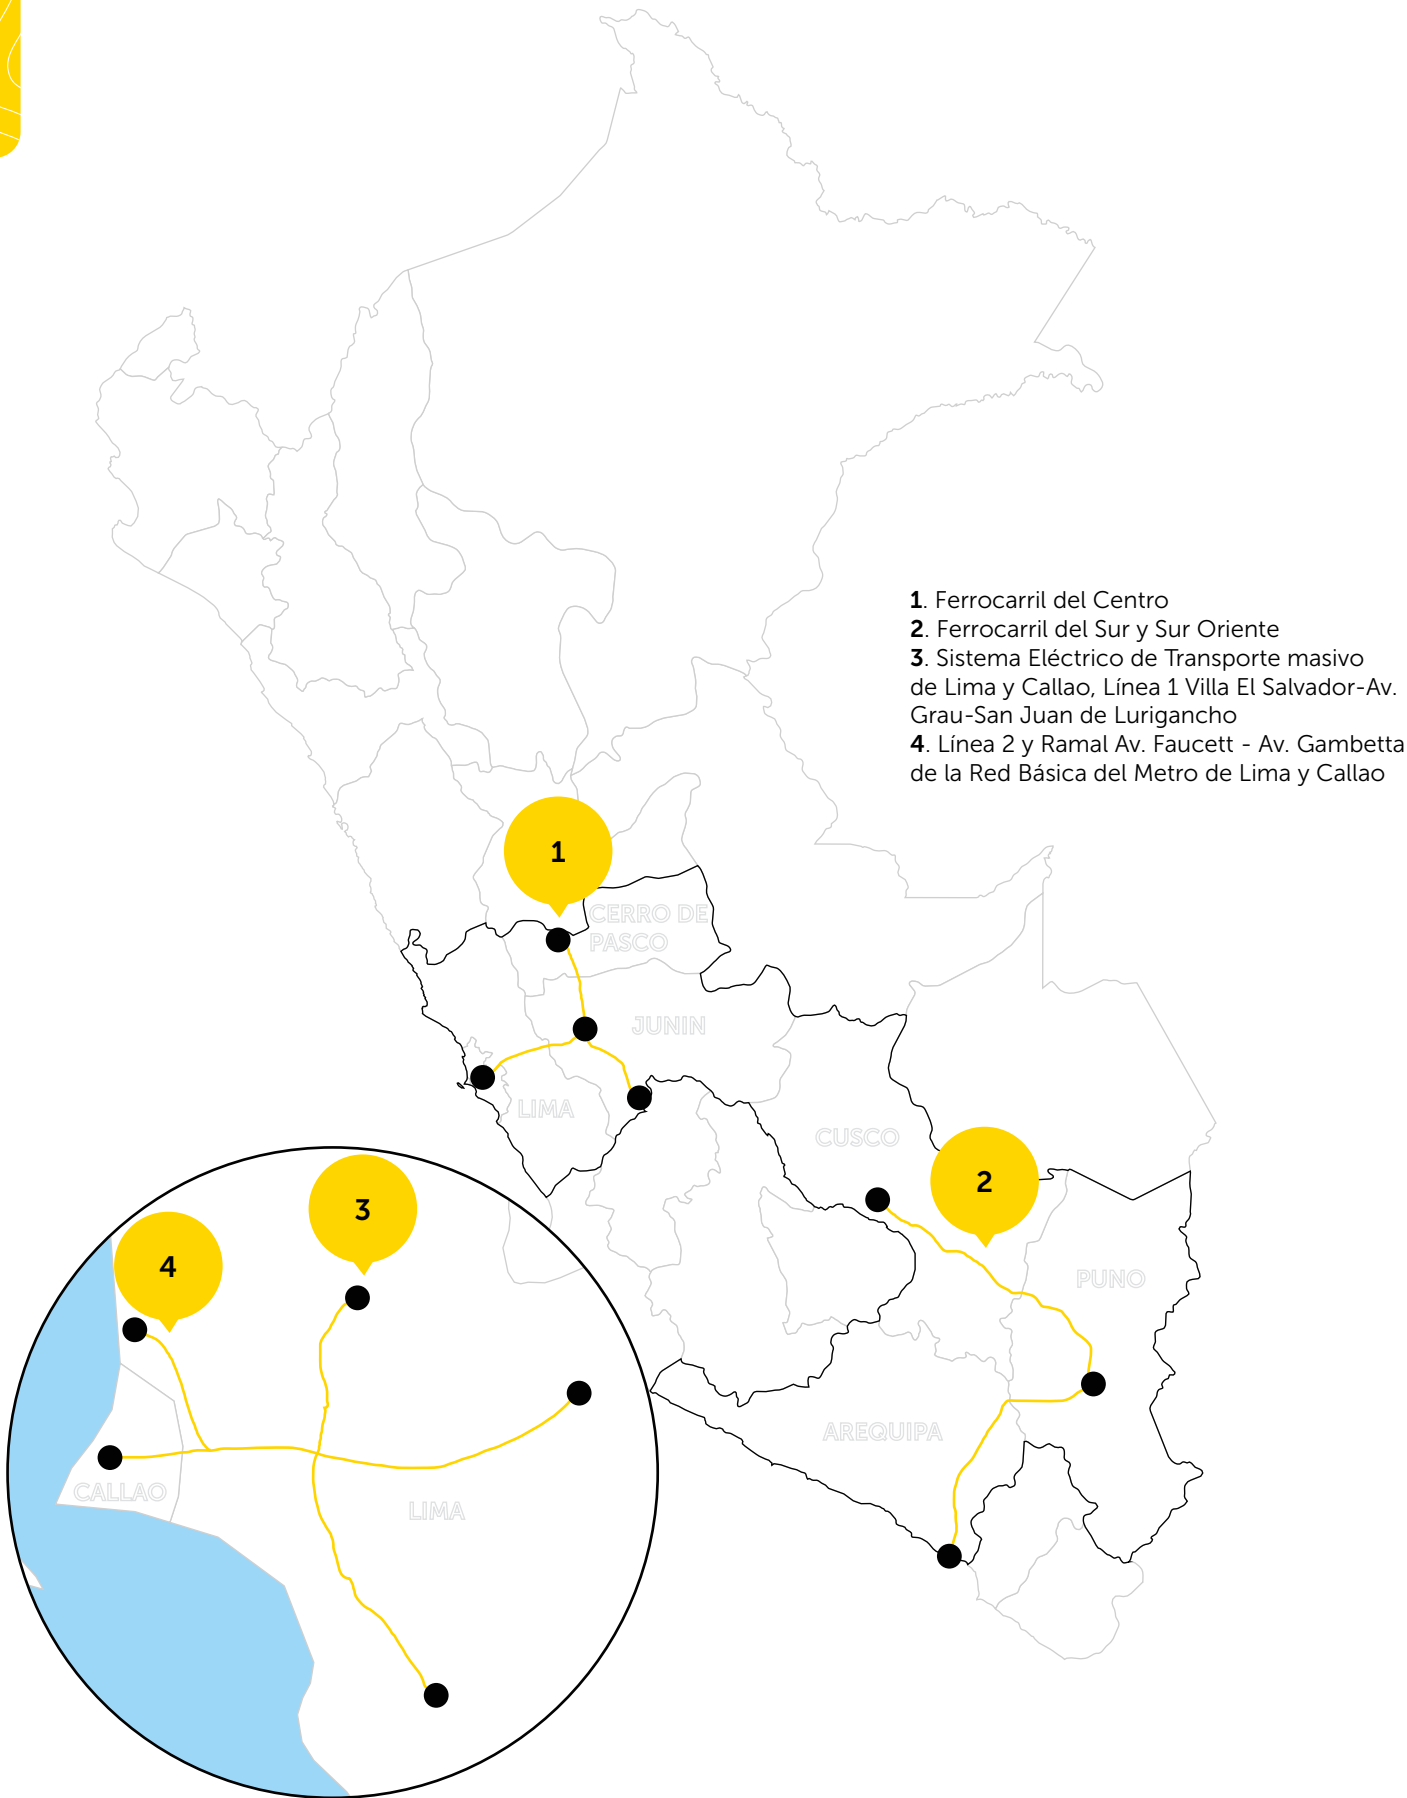 1. Ferrocarril del Centro
2. Ferrocarril del Sur y Sur Oriente
3. Sistema Eléctrico de Transporte masivo
de Lima y Callao, Línea 1 Villa El Salvador-Av.
Grau-San Juan de Lurigancho
4. Línea 2 y Ramal Av. Faucett - Av. Gambetta
de la Red Básica del Metro de Lima y Callao
1
CERRO DE
PASCO
JUNIN
LIMA
CUSCO
2
3
4
PUNO
AREQUIPA
CALLAO
LIMA